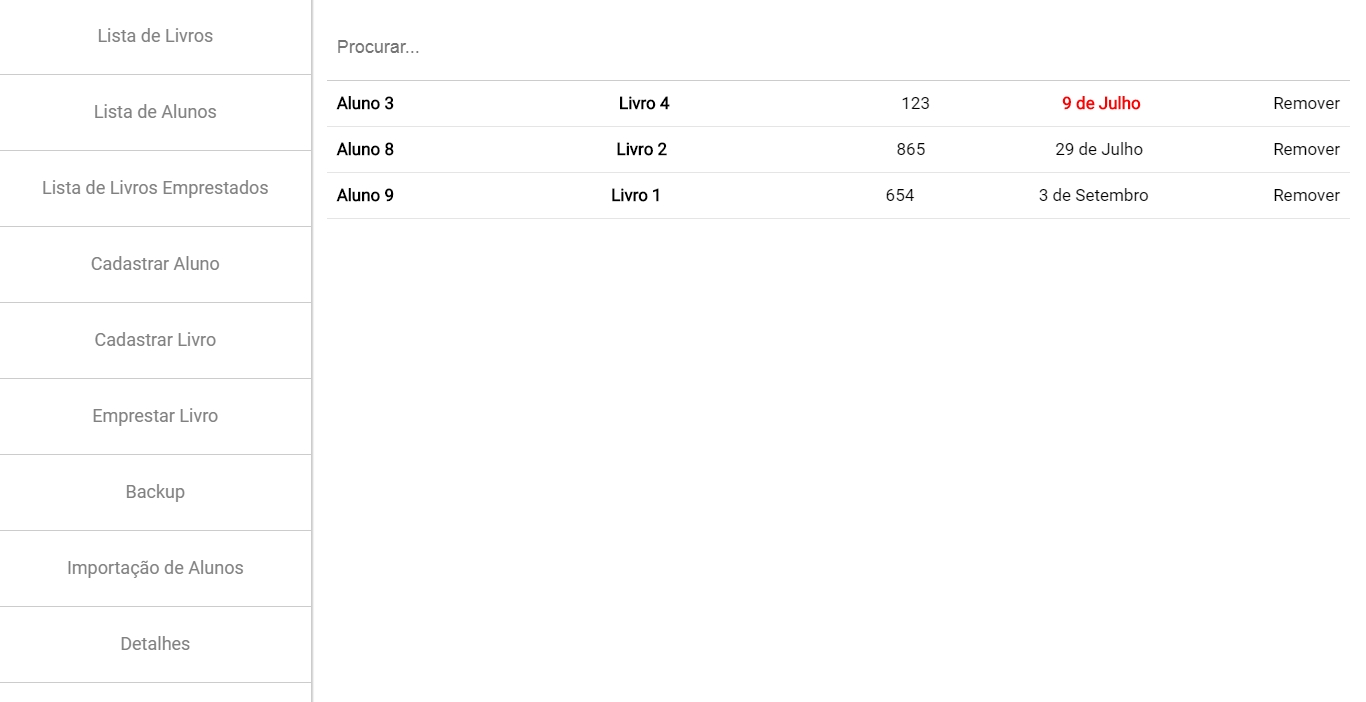 Lista de Livros
Lista de Alunos
Lista de Livros Emprestados
Cadastrar Aluno
Cadastrar Livro
Emprestar Livro
Backup
Importação de Alunos
Detalhes
Procurar...
Aluno 3 Livro 4 123 9 de Julho Remover
Aluno 8 Livro 2 865 29 de Julho Remover
Aluno 9 Livro 1 654 3 de Setembro Remover